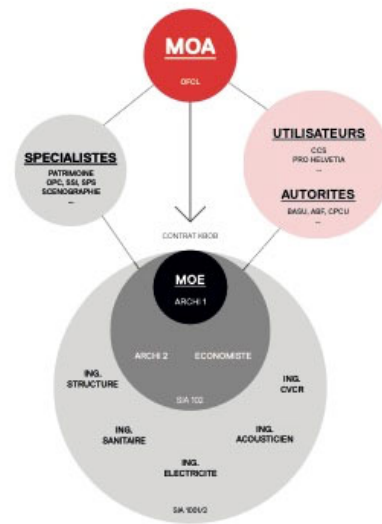 MOA
OFCL
SPECIALISTES
PATRIMOINE
OPC, SSI, SPS
SCENOGRAPHIE
...
UTILISATEURS
CCS
PRO HELVETIA
...
AUTORITES
BASU, ABF, CPCU
...
CONTRAT KBOB
MOE
ARCHI 1
ARCHI 2
ECONOMISTE
SIA 102
ING.
STRUCTURE
ING.
CVCR
ING.
SANITAIRE
ING.
ACOUSTICIEN
ING.
ELECTRICITE
SIA 1001/2